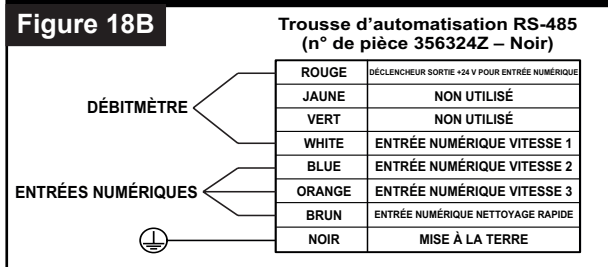 Figure 18B
Trousse d'automatisation RS-485
(n° de pièce 356324Z – Noir)
DÉBITMÈTRE
ENTRÉES NUMÉRIQUES
ROUGE DÉCLENCHEUR SORTIE +24 V POUR ENTRÉE NUMÉRIQUE
JAUNE NON UTILISÉ
VERT NON UTILISÉ
WHITE ENTRÉE NUMÉRIQUE VITESSE 1
BLUE ENTRÉE NUMÉRIQUE VITESSE 2
ORANGE ENTRÉE NUMÉRIQUE VITESSE 3
BRUN ENTRÉE NUMÉRIQUE NETTOYAGE RAPIDE
NOIR MISE À LA TERRE